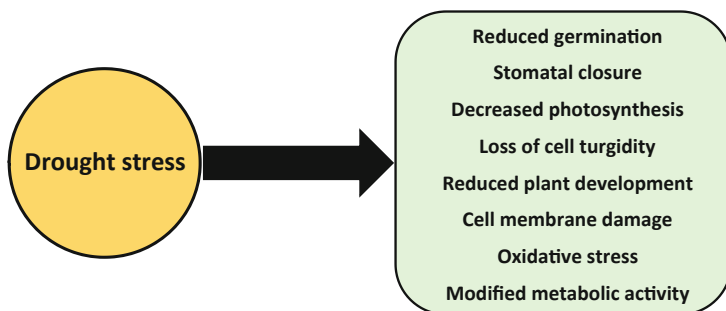 Drought stress
Reduced germination
Stomatal closure
Decreased photosynthesis
Loss of cell turgidity
Reduced plant development
Cell membrane damage
Oxidative stress
Modified metabolic activity